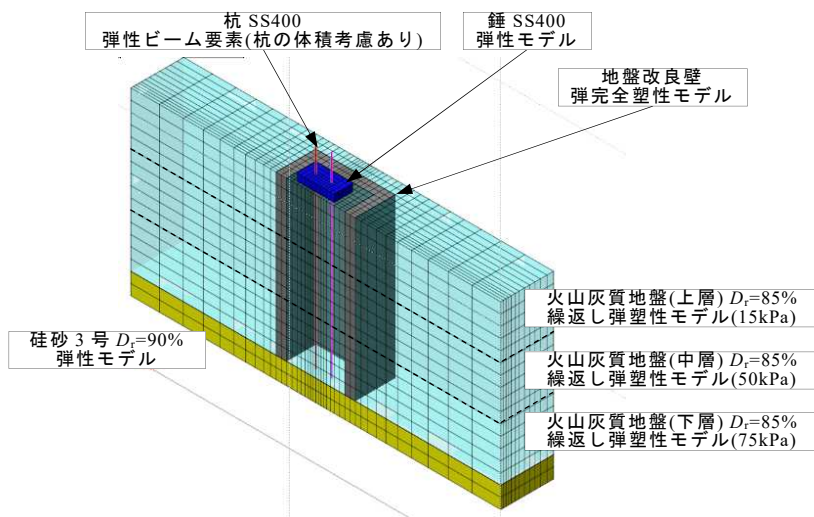 杭 SS400
弾性ビーム要素(杭の体積考慮あり)
錘 SS400
弾性モデル
地盤改良壁
弾完全塑性モデル
火山灰質地盤(上層) Dr=85%
繰返し弾塑性モデル(15kPa)
硅砂3号 Dr=90%
弾性モデル
火山灰質地盤(中層) Dr=85%
繰返し弾塑性モデル(50kPa)
火山灰質地盤(下層) Dr=85%
繰返し弾塑性モデル(75kPa)